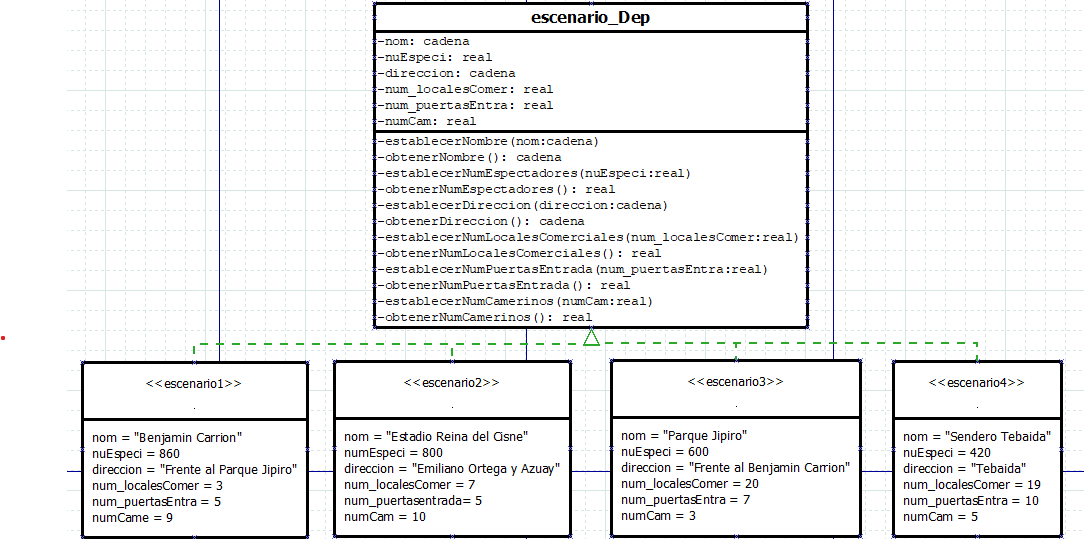 escenario_Dep
-nom: cadena
-nuEspeci: real
-direccion: cadena
-num_localesComer: real
-num_puertasEntra: real
-numCam: real
-establecerNombre(nom:cadena)
-obtenerNombre(): cadena
-establecerNumEspectadores(nuEspeci:real)
-obtenerNumEspectadores(): real
-establecerDireccion(direccion:cadena)
-obtenerDireccion(): cadena
-establecerNumLocalesComerciales(num_localesComer:real)
-obtenerNumLocalesComerciales(): real
-establecerNumPuertasEntrada(num_puertasEntra:real)
-obtenerNumPuertasEntrada(): real
-establecerNumCamerinos(numCam:real)
-obtenerNumCamerinos(): real
<<escenario1>>
.
nom = "Benjamin Carrion"
nuEspeci = 860
direccion = "Frente al Parque Jipiro"
num_localesComer = 3
num_puertasEntra = 5
numCame = 9
<<escenario2>>
.
nom = "Estadio Reina del Cisne"
numEspeci = 800
direccion = "Emiliano Ortega y Azuay"
num_localesComer = 7
num_puertasentrada= 5
numCam = 10
<<escenario3>>
.
nom = "Parque Jipiro"
nuEspeci = 600
direccion = "Frente al Benjamin Carrion"
num_localesComer = 20
num_puertasEntra = 7
numCam = 3
<<escenario4>>
.
nom = "Sendero Tebaida"
nuEspeci = 420
direccion = "Tebaida"
num_localesComer = 19
num_puertasEntra = 10
numCam = 5